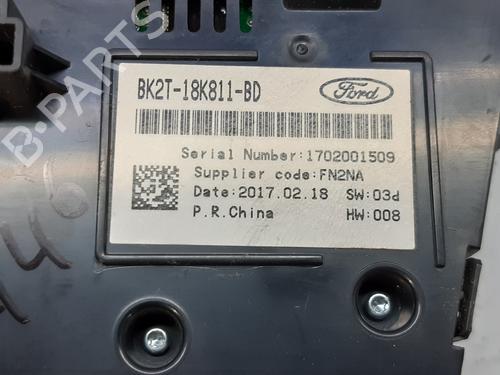 BK2T-18K811-BD
Ford
Serial Number:1702001509
Supplier code:FN2NA
Date:2017.02.18 SW:03d
P.R.China HW:008
B-PARTS